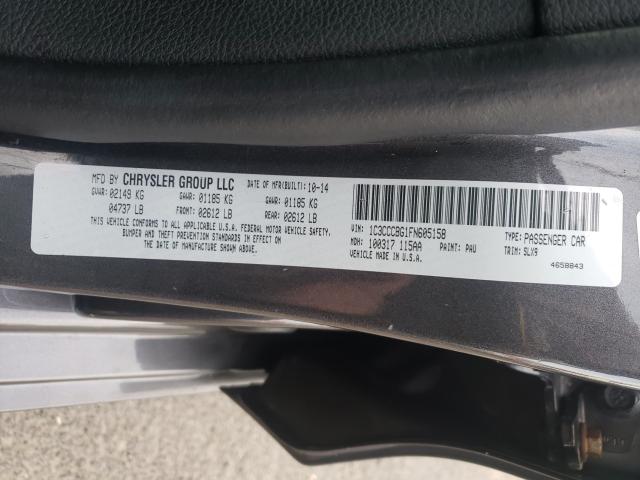 MFD BY CHRYSLER GROUP LLC DATE OF MFR(BUILT): 10-14
GVWR: 02149 KG GAWR: 01185 KG GAWR: 01185 KG
04737 LB FRONT: 02612 LB REAR: 02612 LB
THIS VEHICLE CONFORMS TO ALL APPLICABLE U.S.A. FEDERAL MOTOR VEHICLE SAFETY,
BUMPER AND THEFT PREVENTION STANDARDS IN EFFECT ON
THE DATE OF MANUFACTURE SHOWN ABOVE.
VIN: 1C3CCCBG1FN605158 TYPE: PASSENGER CAR
MDH: 100317 115AA PAINT: PAU TRIM: SLX9
VEHICLE MADE IN U.S.A. 4658843